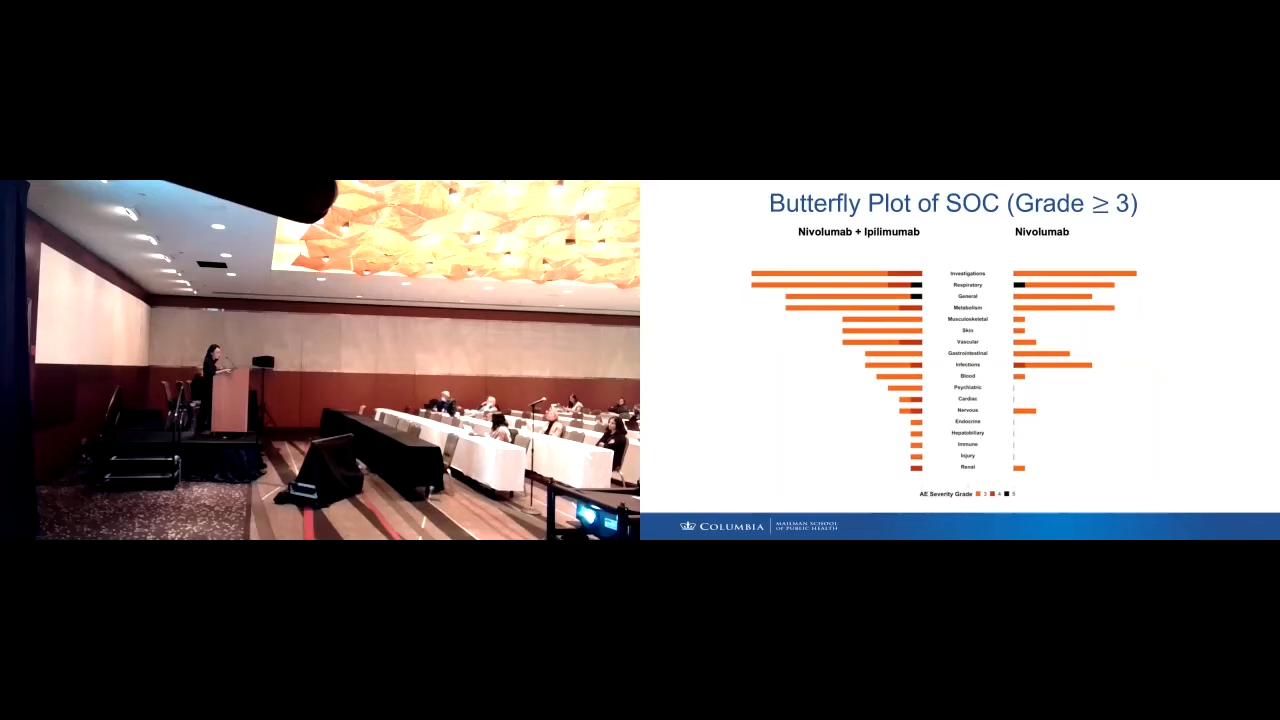 Butterfly Plot of SOC (Grade ≥ 3)
Nivolumab + Ipilimumab
Nivolumab
Investigations
Respiratory
General
Metabolism
Musculoskeletal
Skin
Vascular
Gastrointestinal
Infections
Blood
Psychiatric
Cardiac
Nervous
Endocrine
Hepatobiliary
Immune
Injury
Renal
AE Severity Grade 3 4 5
COLUMBIA
MAILMAN SCHOOL
OF PUBLIC HEALTH